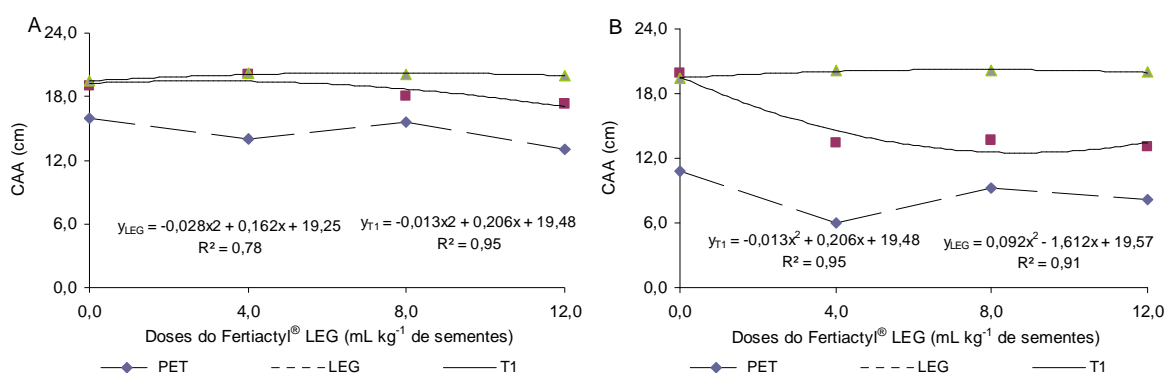 A
24,0
18,0
12,0
6,0
0,0
CAA (cm)
y_LEG = -0,028x2 + 0,162x + 19,25
R² = 0,78
y_T1 = -0,013x2 + 0,206x + 19,48
R² = 0,95
0,0 4,0 8,0 12,0
Doses do Fertiactyl® LEG (mL kg⁻¹ de sementes)
PET LEG T1
B
24,0
18,0
12,0
6,0
0,0
CAA (cm)
y_T1 = -0,013x² + 0,206x + 19,48
R² = 0,95
y_LEG = 0,092x² - 1,612x + 19,57
R² = 0,91
0,0 4,0 8,0 12,0
Doses do Fertiactyl® LEG (mL kg⁻¹ de sementes)
PET LEG T1